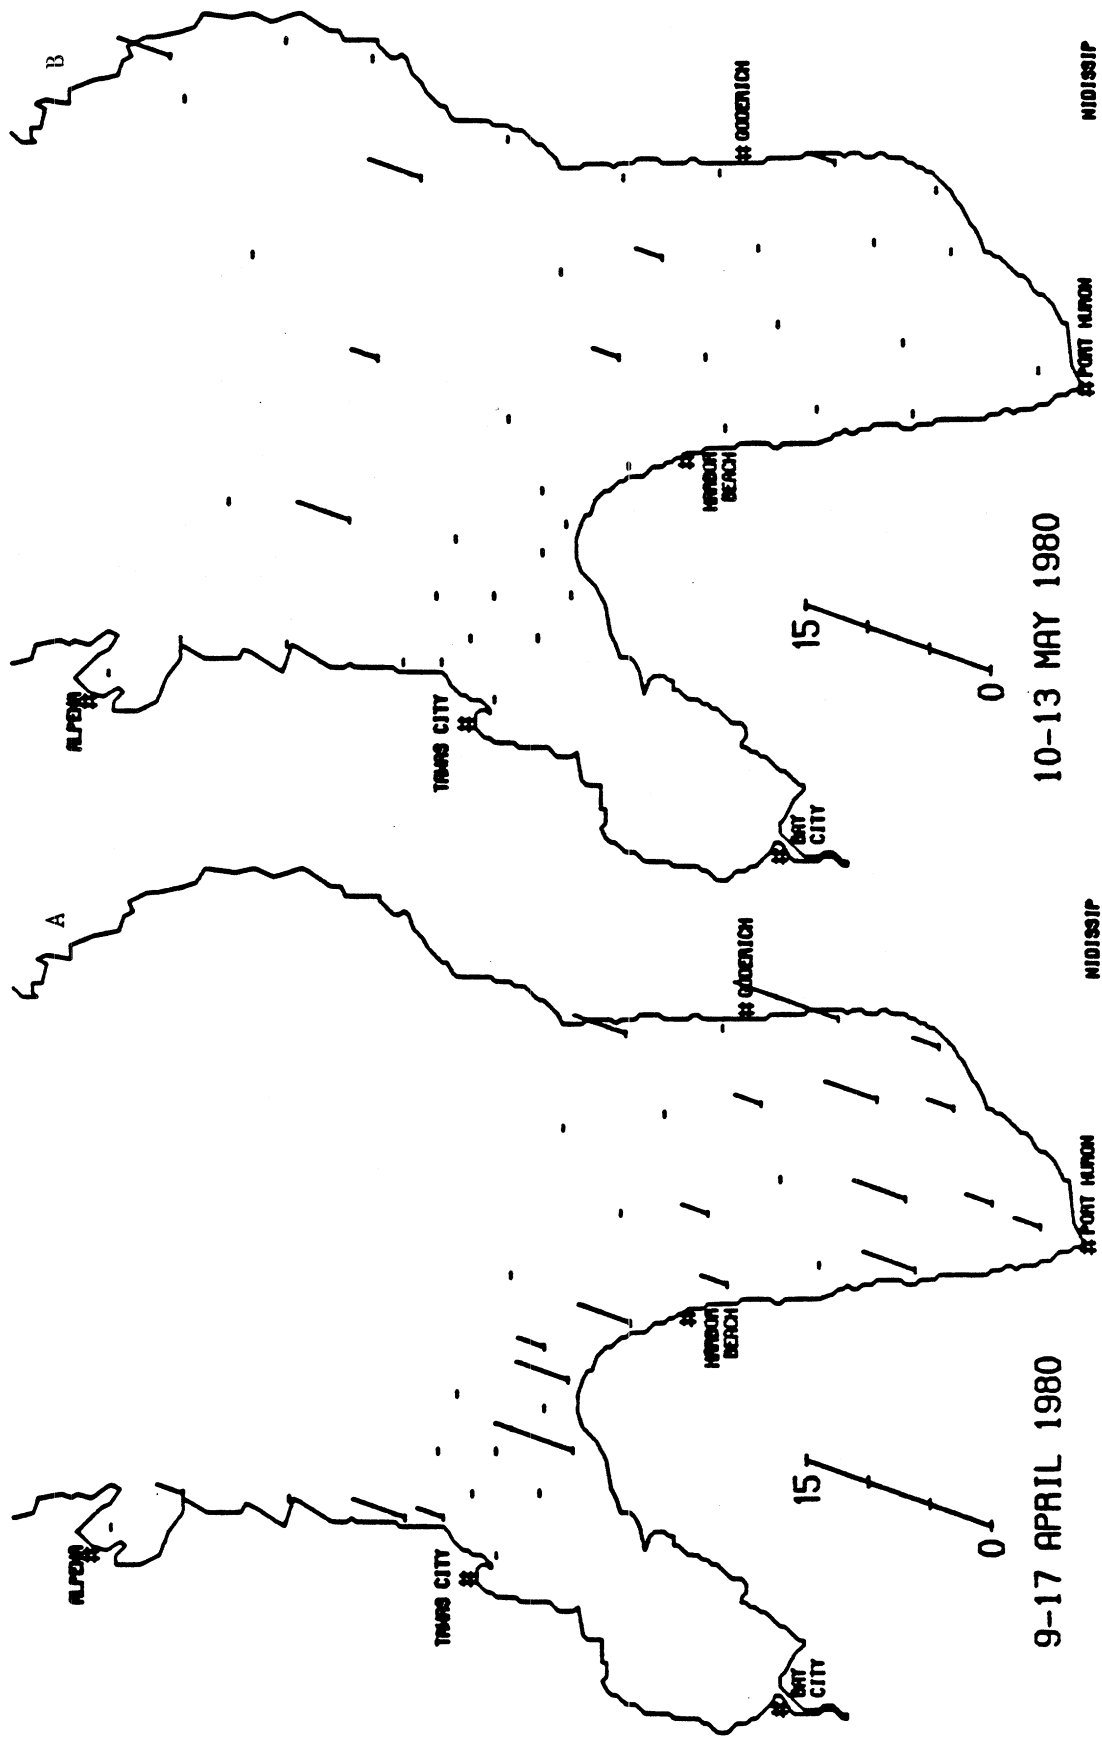 A
ALPENA
#
TAWAS CITY
#
# GODERICH
#
HARBOR
BEACH
#
BAY
CITY
15
0
# PORT HURON
9-17 APRIL 1980
NIDISSIP
B
ALPENA
#
TAWAS CITY
#
# GODERICH
#
HARBOR
BEACH
#
BAY
CITY
15
0
# PORT HURON
10-13 MAY 1980
NIDISSIP